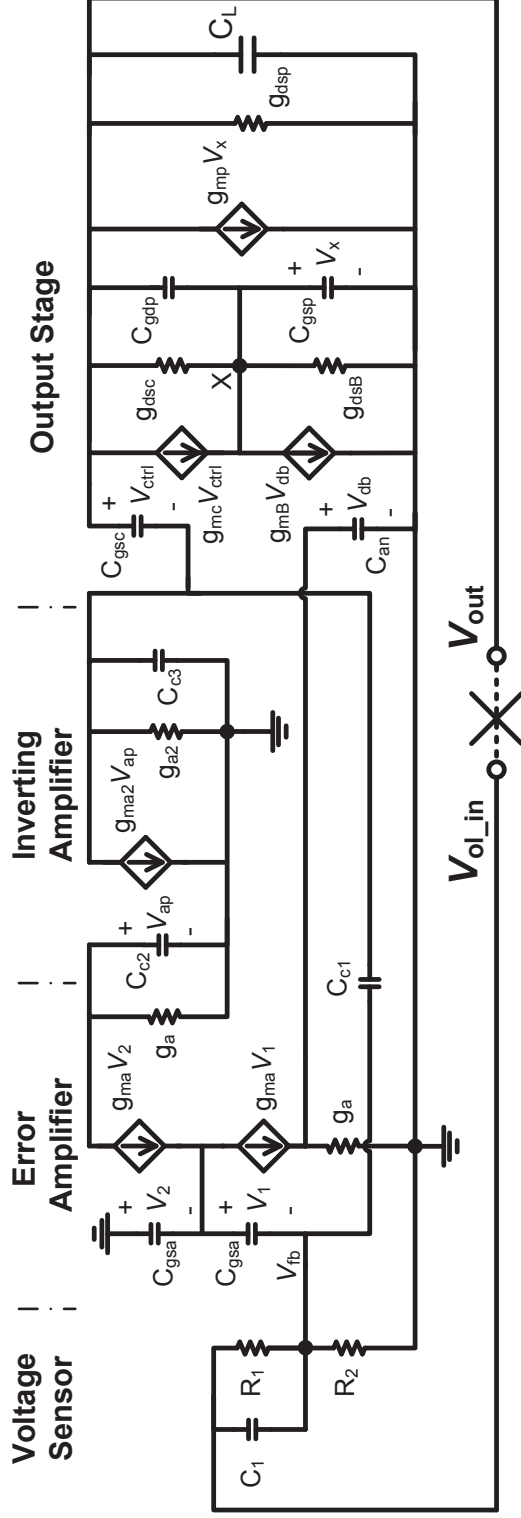 Voltage
Sensor
Error
Amplifier
Inverting
Amplifier
Output Stage
C1
R1
R2
Vfb
Cgsa
+
V2
-
Cgsa
+
V1
-
gmaV2
gmaV1
ga
ga
Cc2
+
Vap
-
Cc1
gma2Vap
ga2
Cc3
Cgsc
+
Vctrl
-
gmcVctrl
gmBVdb
Can
+
Vdb
-
gdsc
X
gdsB
Cgdp
Cgsp
+
Vx
-
gmpVx
gdsp
CL
Vol_in
Vout